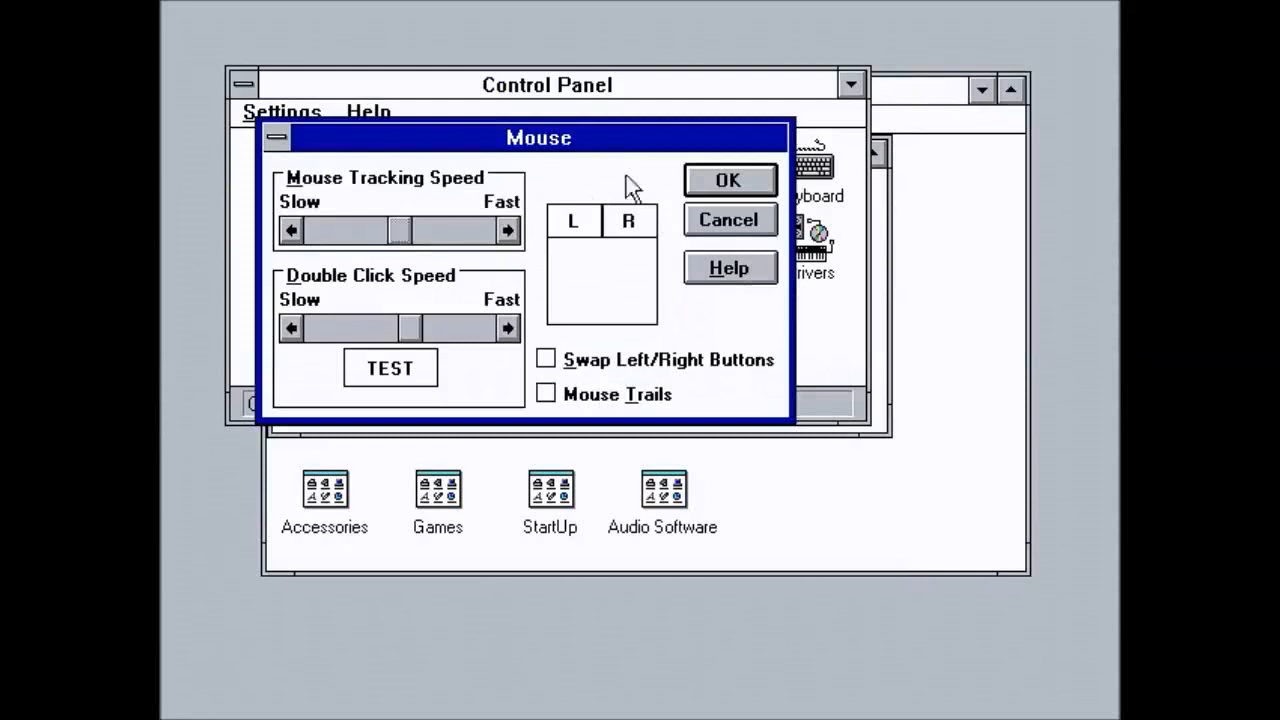 Control Panel
Settings Help
Mouse
Mouse Tracking Speed
Slow Fast
L R
OK
Cancel
Help
Double Click Speed
Slow Fast
TEST
Swap Left/Right Buttons
Mouse Trails
yboard
rivers
Accessories Games StartUp Audio Software